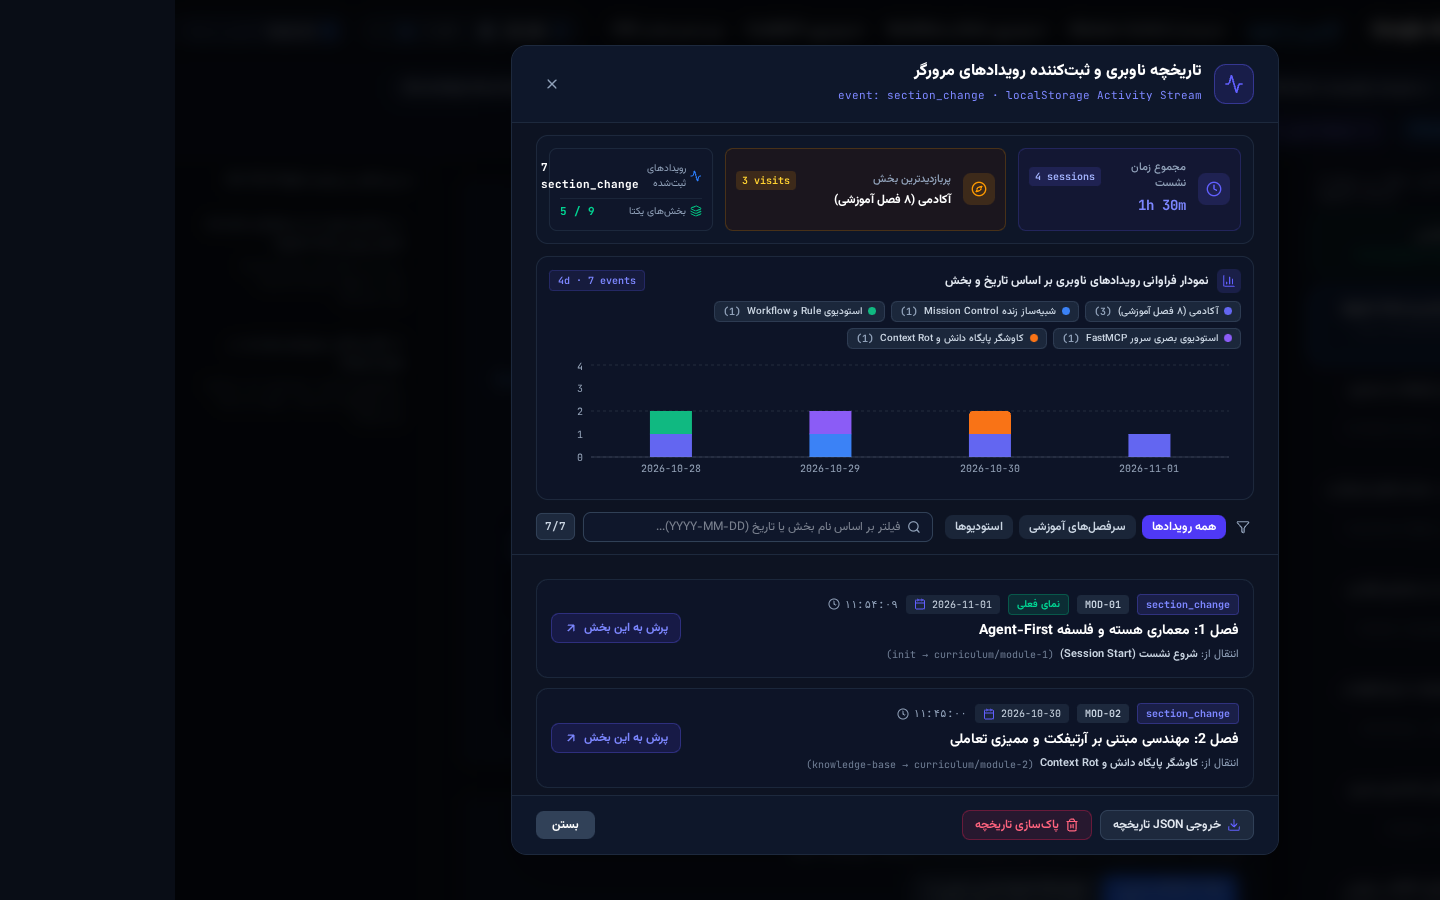 تاریخچه ناوبری و ثبت‌کننده رویدادهای مرورگر
event: section_change · localStorage Activity Stream
مجموع زمان نشست
1h 30m
4 sessions
پربازدیدترین بخش
آکادمی (۸ فصل آموزشی)
3 visits
رویدادهای ثبت‌شده
7 section_change
بخش‌های یکتا
5 / 9
نمودار فراوانی رویدادهای ناوبری بر اساس تاریخ و بخش
4d · 7 events
آکادمی (۸ فصل آموزشی) (3)
شبیه‌ساز زنده Mission Control (1)
استودیوی Rule و Workflow (1)
استودیوی بصری سرور FastMCP (1)
کاوشگر پایگاه دانش و Context Rot (1)
4
3
2
1
0
2026-10-28
2026-10-29
2026-10-30
2026-11-01
همه رویدادها
سرفصل‌های آموزشی
استودیوها
فیلتر بر اساس نام بخش یا تاریخ (YYYY-MM-DD)...
7/7
section_change MOD-01 نمای فعلی 2026-11-01 ۱۱:۵۴:۰۹
فصل 1: معماری هسته و فلسفه Agent-First
انتقال از: شروع نشست (Session Start) (init → curriculum/module-1)
پرش به این بخش
section_change MOD-02 2026-10-30 ۱۱:۴۵:۰۰
فصل 2: مهندسی مبتنی بر آرتیفکت و ممیزی تعاملی
انتقال از: کاوشگر پایگاه دانش و Context Rot (knowledge-base → curriculum/module-2)
پرش به این بخش
خروجی JSON تاریخچه
پاک‌سازی تاریخچه
بستن